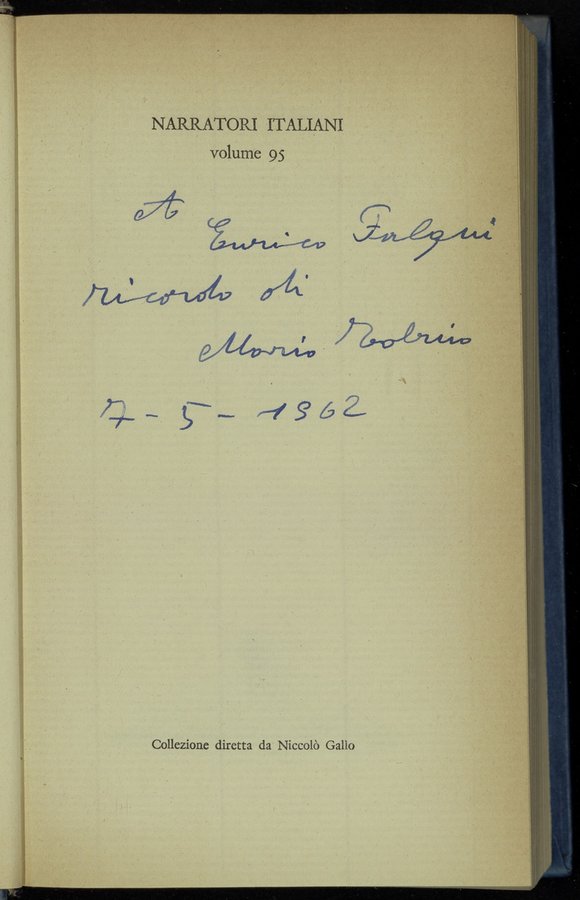 NARRATORI ITALIANI
volume 95
A
Enrico Falqui
ricordo di
Mario Tobino
7-5-1962
Collezione diretta da Niccolò Gallo